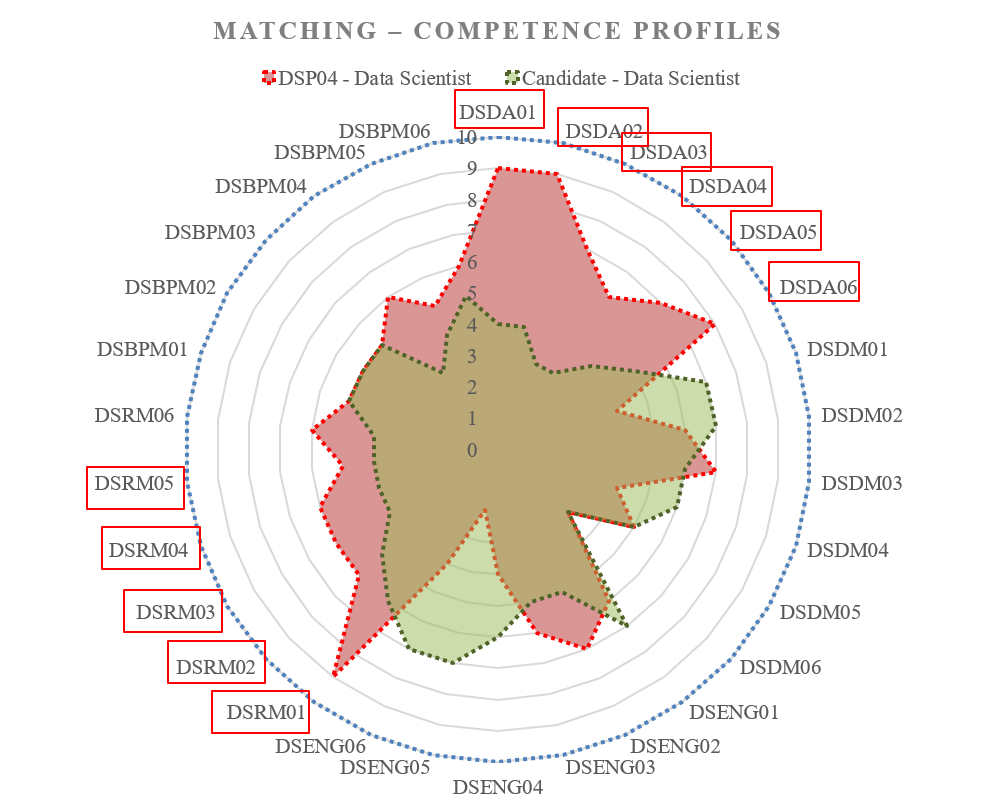 MATCHING – COMPETENCE PROFILES
DSP04 - Data Scientist
Candidate - Data Scientist
DSDA01
DSDA02
DSDA03
DSDA04
DSDA05
DSDA06
DSDM01
DSDM02
DSDM03
DSDM04
DSDM05
DSDM06
DSENG01
DSENG02
DSENG03
DSENG04
DSENG05
DSENG06
DSRM01
DSRM02
DSRM03
DSRM04
DSRM05
DSRM06
DSBPM01
DSBPM02
DSBPM03
DSBPM04
DSBPM05
DSBPM06
10
9
8
7
6
5
4
3
2
1
0